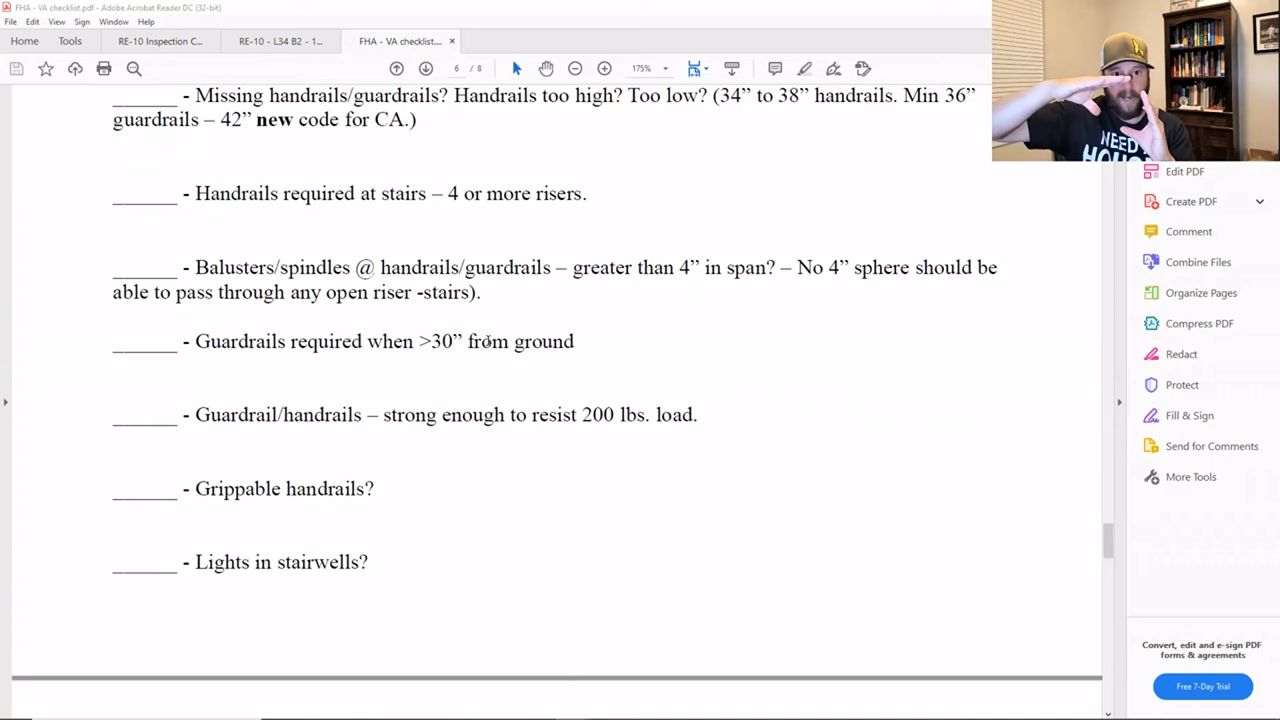 FHA - VA checklist.pdf - Adobe Acrobat Reader DC (32-bit)
File Edit View Sign Window Help
Home Tools RE-10 Inspection C... RE-10 - L34 B2 - 1... FHA - VA checklist.... ×
6 / 8 175%
______ - Missing handrails/guardrails? Handrails too high? Too low? (34” to 38” handrails. Min 36”
guardrails – 42” new code for CA.)
______ - Handrails required at stairs – 4 or more risers.
______ - Balusters/spindles @ handrails/guardrails – greater than 4” in span? – No 4” sphere should be
able to pass through any open riser -stairs).
______ - Guardrails required when >30” from ground
______ - Guardrail/handrails – strong enough to resist 200 lbs. load.
______ - Grippable handrails?
______ - Lights in stairwells?
NEED
Edit PDF
Create PDF
Comment
Combine Files
Organize Pages
Compress PDF
Redact
Protect
Fill & Sign
Send for Comments
More Tools
Convert, edit and e-sign PDF
forms & agreements
Free 7-Day Trial